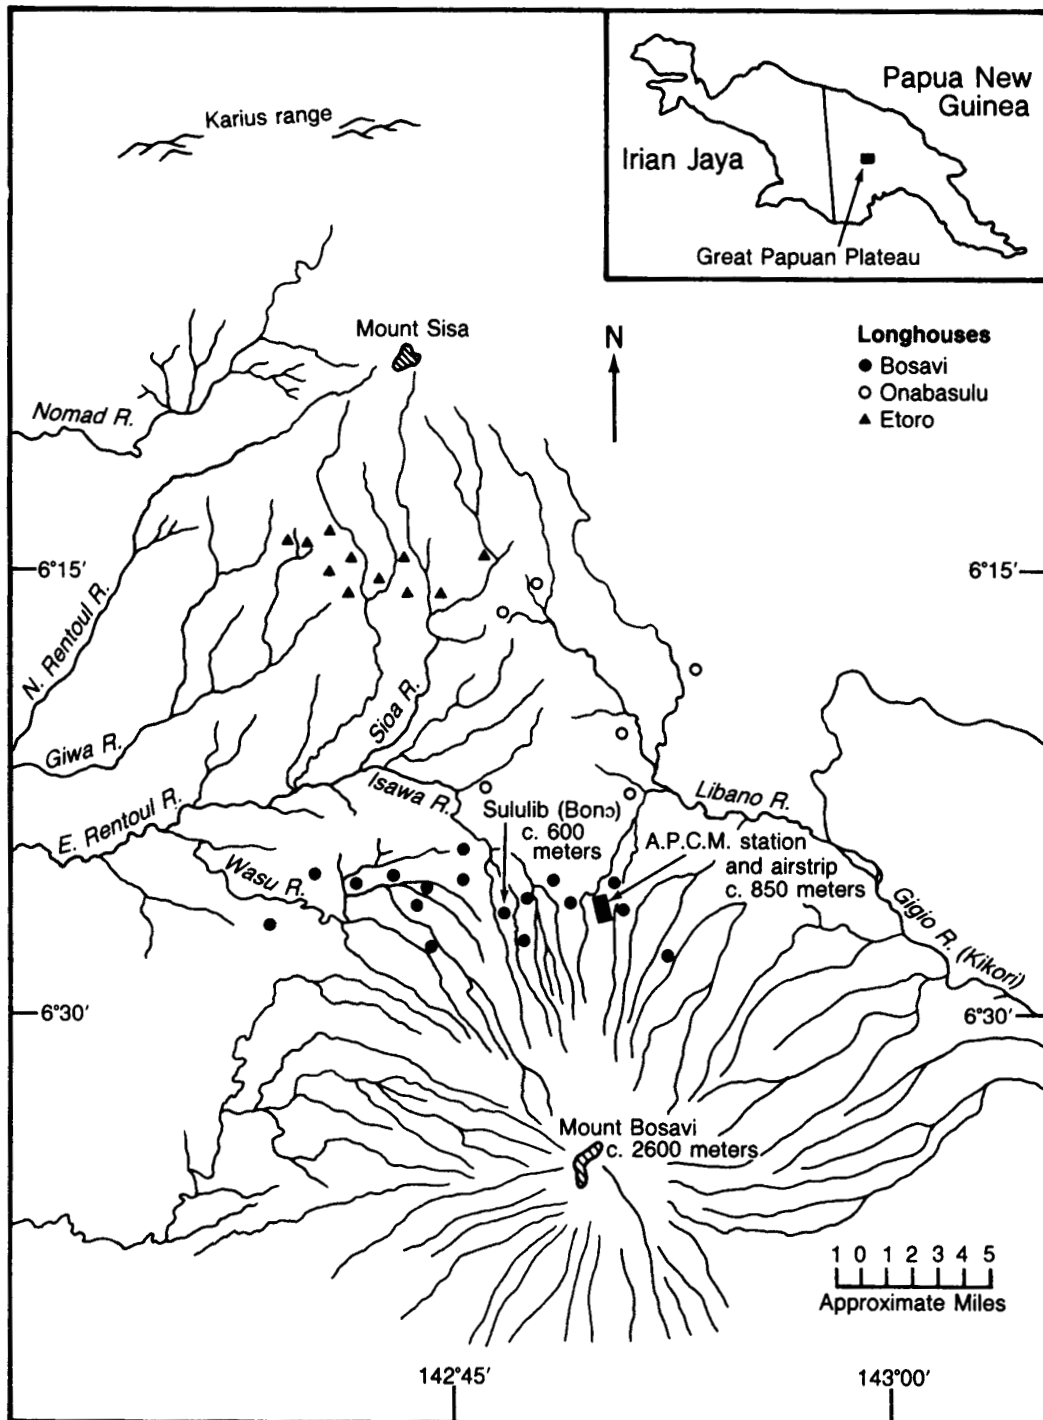 Papua New
Guinea
Irian Jaya
Great Papuan Plateau
Karius range
Mount Sisa
N
Longhouses
Bosavi
Onabasulu
Etoro
Nomad R.
6°15′
6°15′
N. Rentoul R.
Sioa R.
Giwa R.
Isawa R.
Libano R.
E. Rentoul R.
Sululib (Bonɔ)
c. 600
meters
A.P.C.M. station
and airstrip
c. 850 meters
Wasu R.
Gigio R. (Kikori)
6°30′
6°30′
Mount Bosavi
c. 2600 meters
1 0 1 2 3 4 5
Approximate Miles
142°45′
143°00′